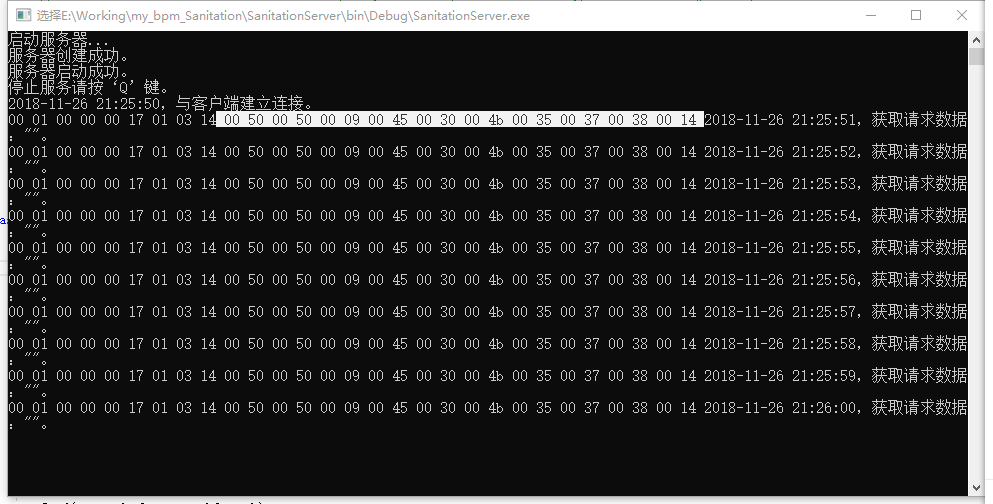 选择E:\Working\my_bpm_Sanitation\SanitationServer\bin\Debug\SanitationServer.exe
启动服务器...
服务器创建成功。
服务器启动成功。
停止服务请按‘Q’键。
2018-11-26 21:25:50, 与客户端建立连接。
00 01 00 00 00 17 01 03 14 00 50 00 50 00 09 00 45 00 30 00 4b 00 35 00 37 00 38 00 14 2018-11-26 21:25:51, 获取请求数据
: ""。
00 01 00 00 00 17 01 03 14 00 50 00 50 00 09 00 45 00 30 00 4b 00 35 00 37 00 38 00 14 2018-11-26 21:25:52, 获取请求数据
: ""。
00 01 00 00 00 17 01 03 14 00 50 00 50 00 09 00 45 00 30 00 4b 00 35 00 37 00 38 00 14 2018-11-26 21:25:53, 获取请求数据
: ""。
00 01 00 00 00 17 01 03 14 00 50 00 50 00 09 00 45 00 30 00 4b 00 35 00 37 00 38 00 14 2018-11-26 21:25:54, 获取请求数据
: ""。
00 01 00 00 00 17 01 03 14 00 50 00 50 00 09 00 45 00 30 00 4b 00 35 00 37 00 38 00 14 2018-11-26 21:25:55, 获取请求数据
: ""。
00 01 00 00 00 17 01 03 14 00 50 00 50 00 09 00 45 00 30 00 4b 00 35 00 37 00 38 00 14 2018-11-26 21:25:56, 获取请求数据
: ""。
00 01 00 00 00 17 01 03 14 00 50 00 50 00 09 00 45 00 30 00 4b 00 35 00 37 00 38 00 14 2018-11-26 21:25:57, 获取请求数据
: ""。
00 01 00 00 00 17 01 03 14 00 50 00 50 00 09 00 45 00 30 00 4b 00 35 00 37 00 38 00 14 2018-11-26 21:25:58, 获取请求数据
: ""。
00 01 00 00 00 17 01 03 14 00 50 00 50 00 09 00 45 00 30 00 4b 00 35 00 37 00 38 00 14 2018-11-26 21:25:59, 获取请求数据
: ""。
00 01 00 00 00 17 01 03 14 00 50 00 50 00 09 00 45 00 30 00 4b 00 35 00 37 00 38 00 14 2018-11-26 21:26:00, 获取请求数据
: ""。